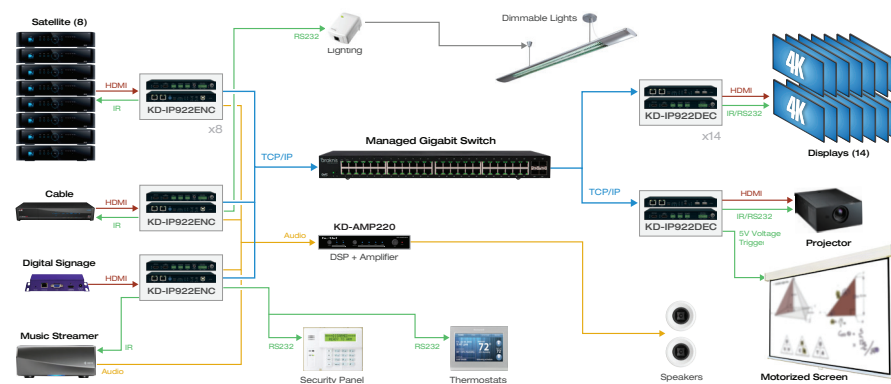 Satellite (8)
HDMI
IR
KD-IP922ENC
x8
RS232
Lighting
Dimmable Lights
TCP/IP
Managed Gigabit Switch
TCP/IP
KD-IP922DEC
x14
HDMI
IR/RS232
4K
4K
Displays (14)
Cable
HDMI
IR
KD-IP922ENC
Audio
KD-AMP220
DSP + Amplifier
KD-IP922DEC
HDMI
IR/RS232
5V Voltage
Trigger
Projector
Digital Signage
HDMI
KD-IP922ENC
Music Streamer
IR
Audio
RS232
Security Panel
RS232
72
Thermostats
Speakers
Motorized Screen